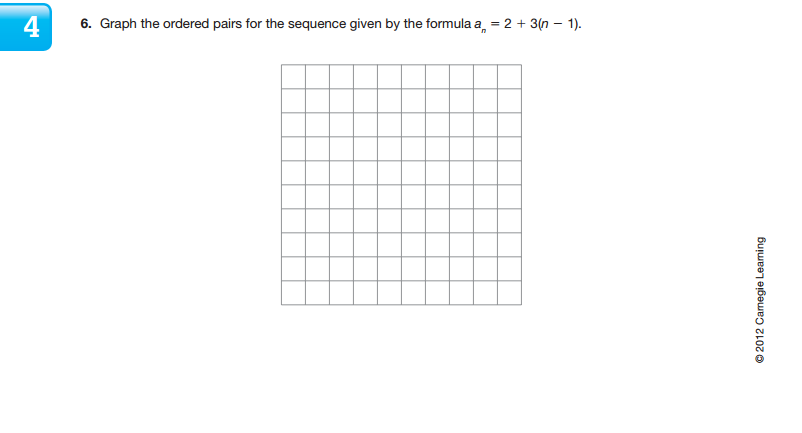 4
6. Graph the ordered pairs for the sequence given by the formula aₙ = 2 + 3(n − 1).
© 2012 Carnegie Learning